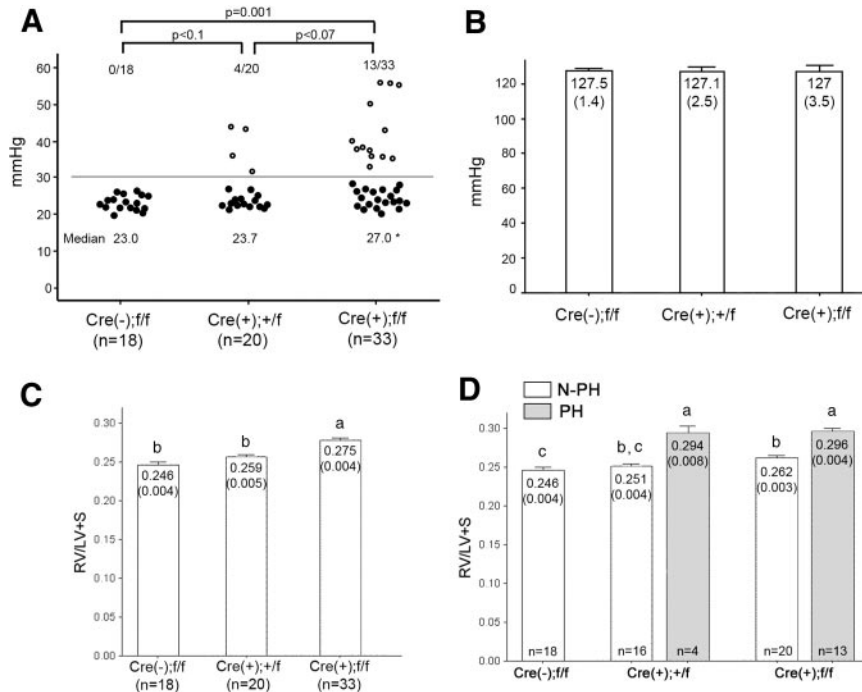 A
p=0.001
p<0.1
p<0.07
0/18
4/20
13/33
60
50
40
30
20
10
0
mmHg
Median
23.0
23.7
27.0 *
Cre(-);f/f
(n=18)
Cre(+);+/f
(n=20)
Cre(+);f/f
(n=33)
B
120
100
80
60
40
20
0
mmHg
127.5
(1.4)
127.1
(2.5)
127
(3.5)
Cre(-);f/f
Cre(+);+/f
Cre(+);f/f
C
0.30
0.25
0.20
0.15
0.10
0.05
0.00
RV/LV+S
b
0.246
(0.004)
b
0.259
(0.005)
a
0.275
(0.004)
Cre(-);f/f
(n=18)
Cre(+);+/f
(n=20)
Cre(+);f/f
(n=33)
D
N-PH
PH
0.30
0.25
0.20
0.15
0.10
0.05
0.00
RV/LV+S
c
0.246
(0.004)
n=18
b,c
0.251
(0.004)
n=16
a
0.294
(0.008)
n=4
b
0.262
(0.003)
n=20
a
0.296
(0.004)
n=13
Cre(-);f/f
Cre(+);+/f
Cre(+);f/f